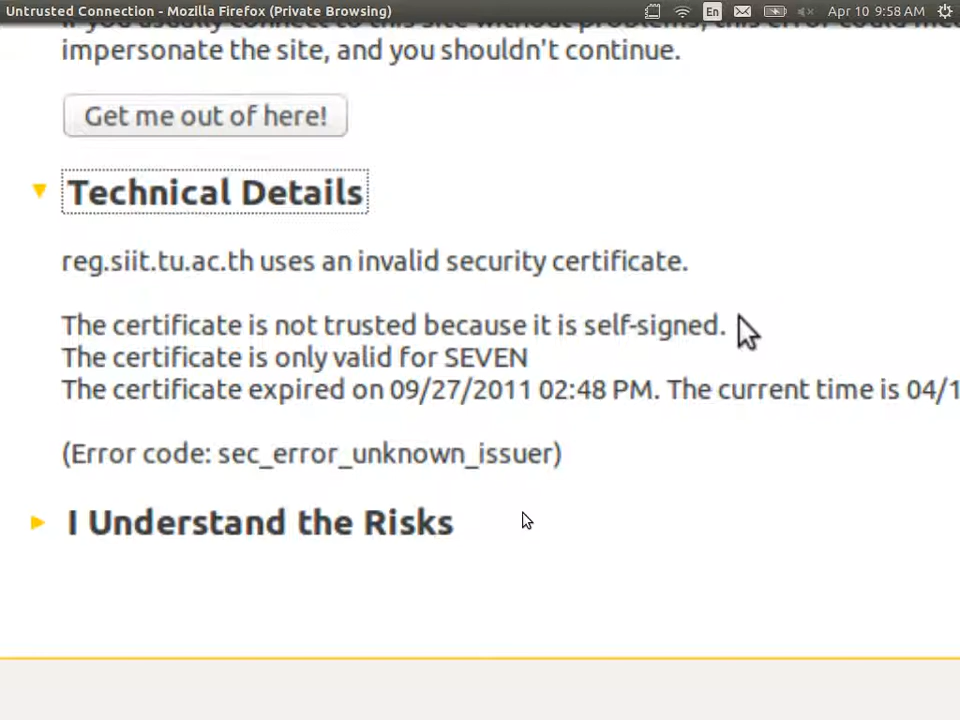 Untrusted Connection - Mozilla Firefox (Private Browsing) En Apr 10 9:58 AM
impersonate the site, and you shouldn't continue.
Get me out of here!
Technical Details
reg.siit.tu.ac.th uses an invalid security certificate.
The certificate is not trusted because it is self-signed.
The certificate is only valid for SEVEN
The certificate expired on 09/27/2011 02:48 PM. The current time is 04/1
(Error code: sec_error_unknown_issuer)
I Understand the Risks